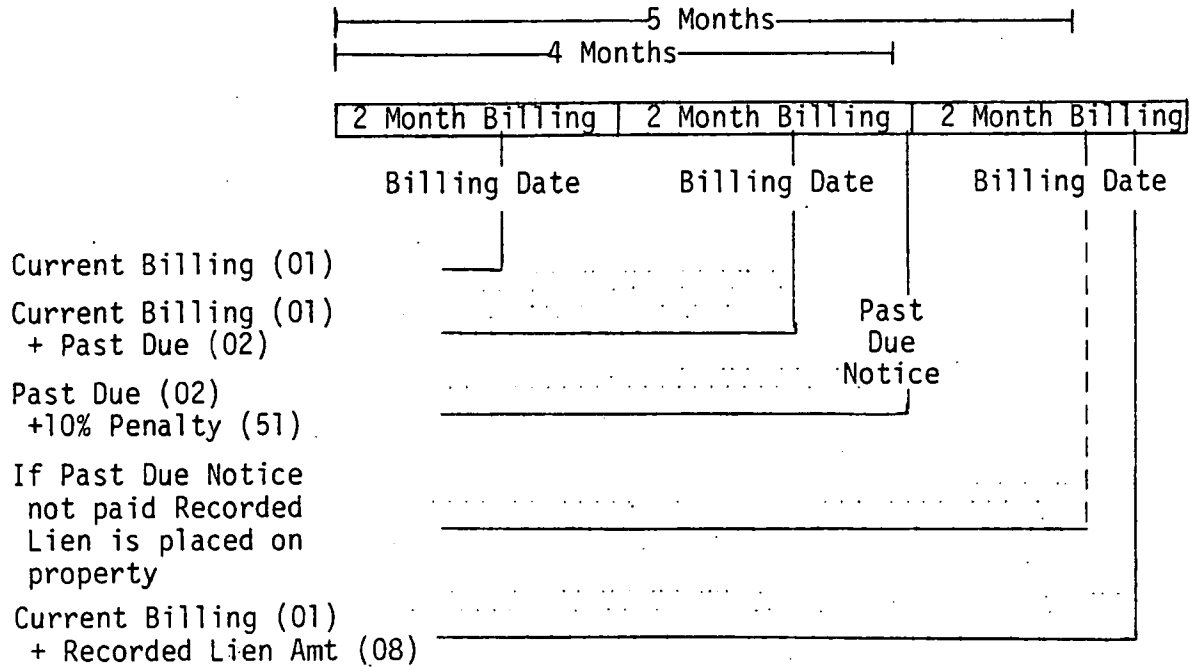 5 Months
4 Months
2 Month Billing 2 Month Billing 2 Month Billing
Billing Date Billing Date Billing Date
Current Billing (01)
Current Billing (01)
+ Past Due (02)
Past
Due
Notice
Past Due (02)
+10% Penalty (51)
If Past Due Notice
not paid Recorded
Lien is placed on
property
Current Billing (01)
+ Recorded Lien Amt (08)